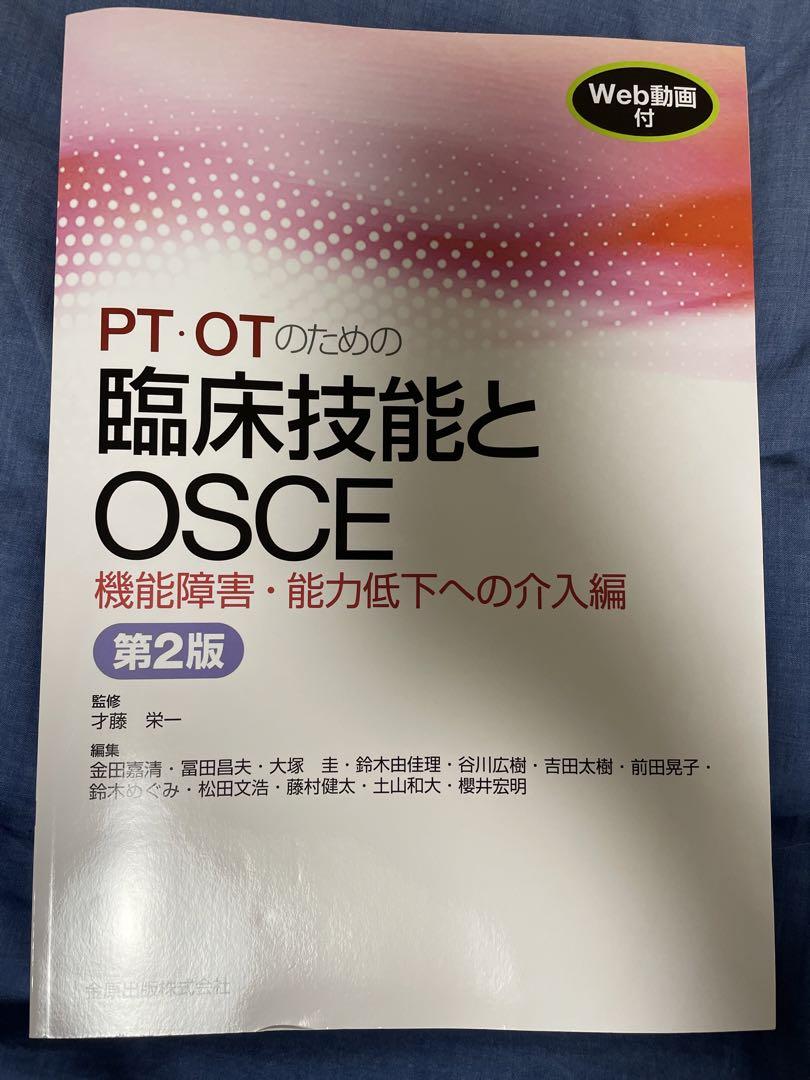 Web動画
付
PT・OTのための
臨床技能と
OSCE
機能障害・能力低下への介入編
第2版
監修
才藤　栄一
編集
金田嘉清・冨田昌夫・大塚　圭・鈴木由佳理・谷川広樹・吉田太樹・前田晃子・
鈴木めぐみ・松田文浩・藤村健太・土山和大・櫻井宏明
金原出版株式会社